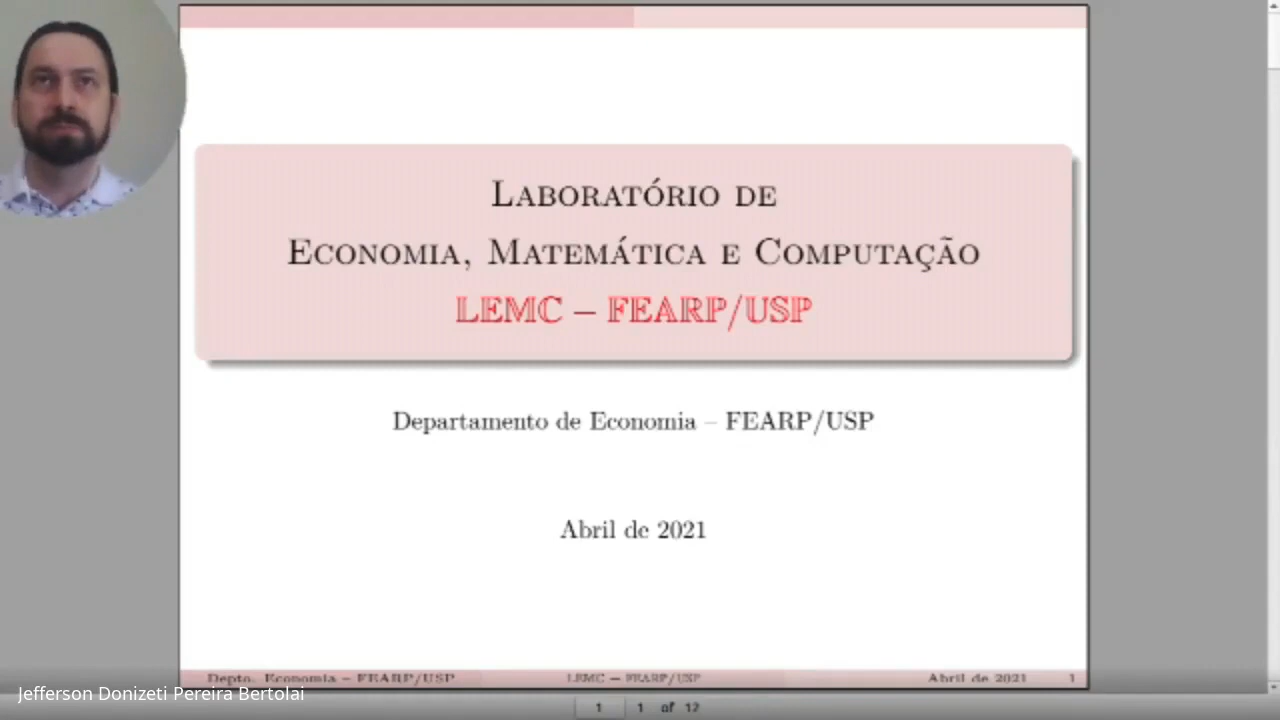 Laboratório de
Economia, Matemática e Computação
LEMC – FEARP/USP
Departamento de Economia – FEARP/USP
Abril de 2021
Depto. Economia – FEARP/USP LEMC – FEARP/USP Abril de 2021 1
Jefferson Donizeti Pereira Bertolai
1 1 of 12